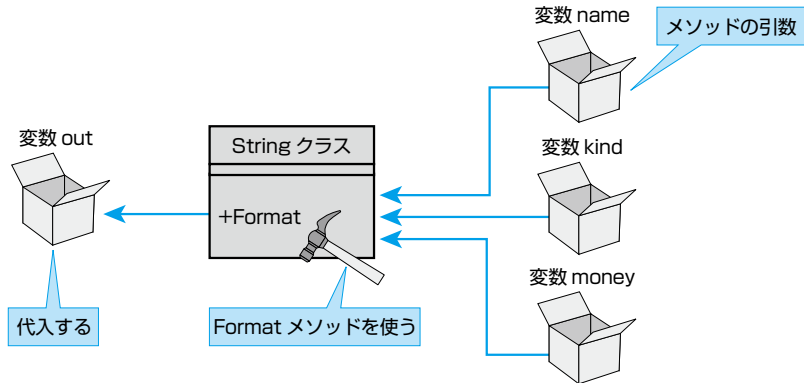 変数 name
メソッドの引数
変数 out
String クラス
変数 kind
+Format
変数 money
代入する
Format メソッドを使う